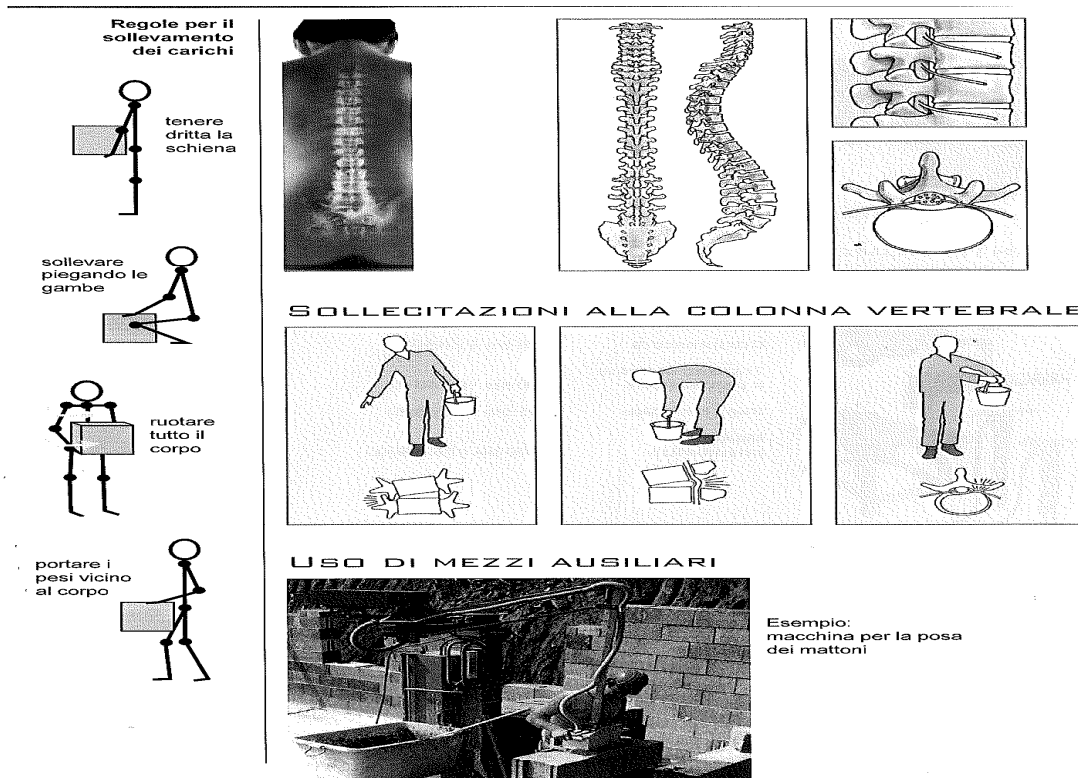 Regole per il
sollevamento
dei carichi
tenere
dritta la
schiena
sollevare
piegando le
gambe
ruotare
tutto il
corpo
portare i
pesi vicino
al corpo
SOLLECITAZIONI ALLA COLONNA VERTEBRALE
USO DI MEZZI AUSILIARI
Esempio:
macchina per la posa
dei mattoni